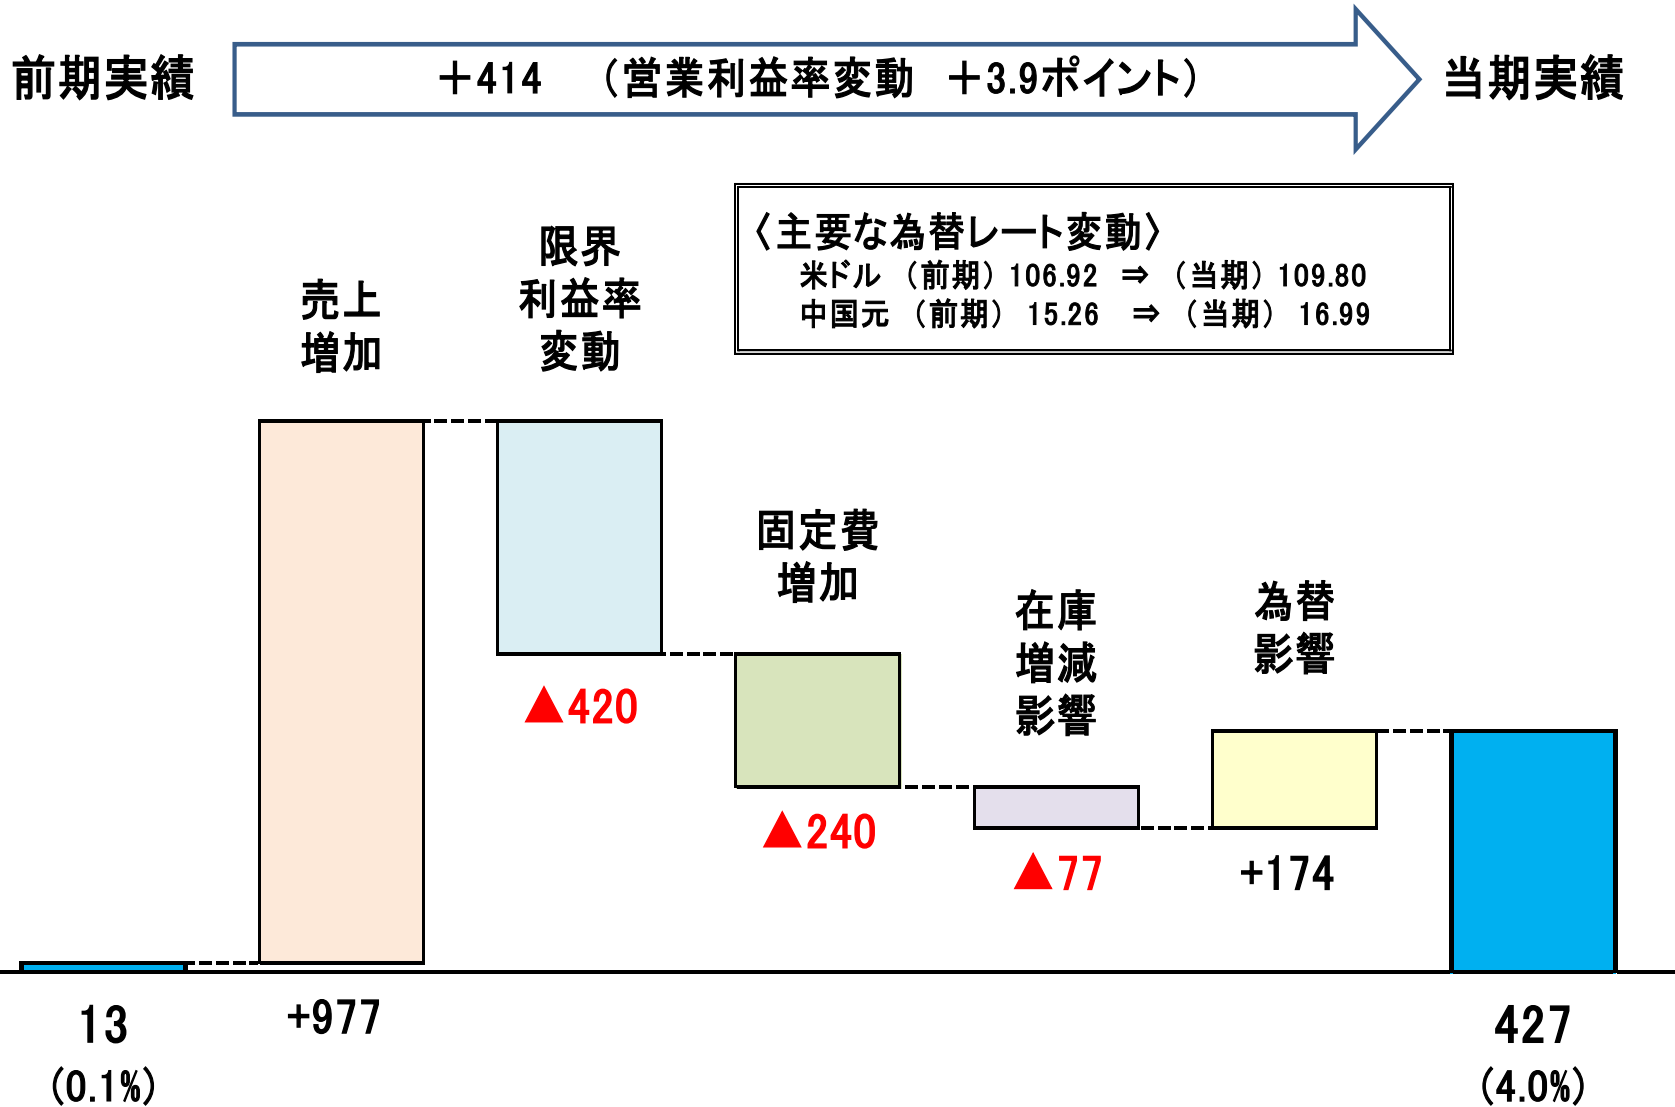 前期実績
+414 （営業利益率変動 +3.9ポイント）
当期実績
〈主要な為替レート変動〉
米ドル （前期）106.92 ⇒ （当期）109.80
中国元 （前期） 15.26 ⇒ （当期） 16.99
売上
増加
限界
利益率
変動
固定費
増加
在庫
増減
影響
為替
影響
▲420
▲240
▲77
+174
13
(0.1%)
+977
427
(4.0%)